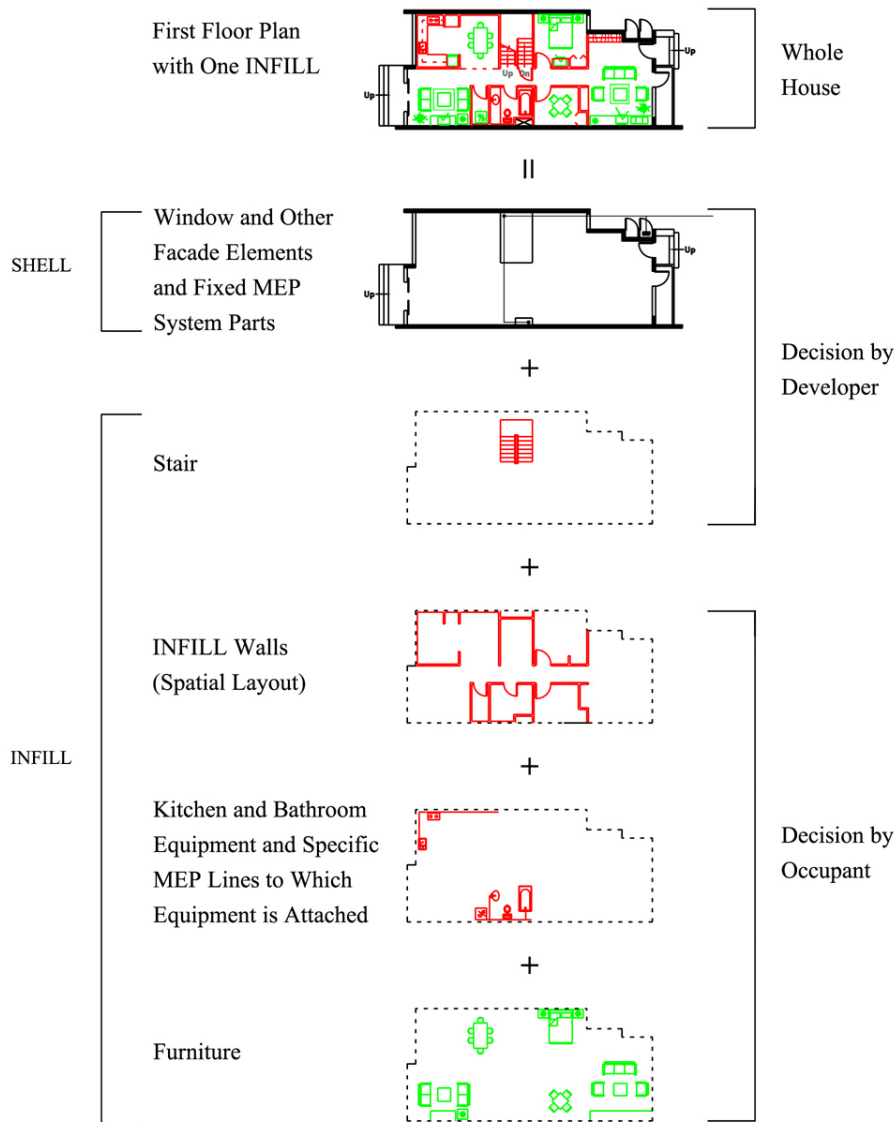 First Floor Plan
with One INFILL
Up
Dn
Up
Up
Whole
House
=
SHELL
Window and Other
Facade Elements
and Fixed MEP
System Parts
Up
Up
+
Decision by
Developer
Stair
+
INFILL
INFILL Walls
(Spatial Layout)
+
Kitchen and Bathroom
Equipment and Specific
MEP Lines to Which
Equipment is Attached
Decision by
Occupant
+
Furniture